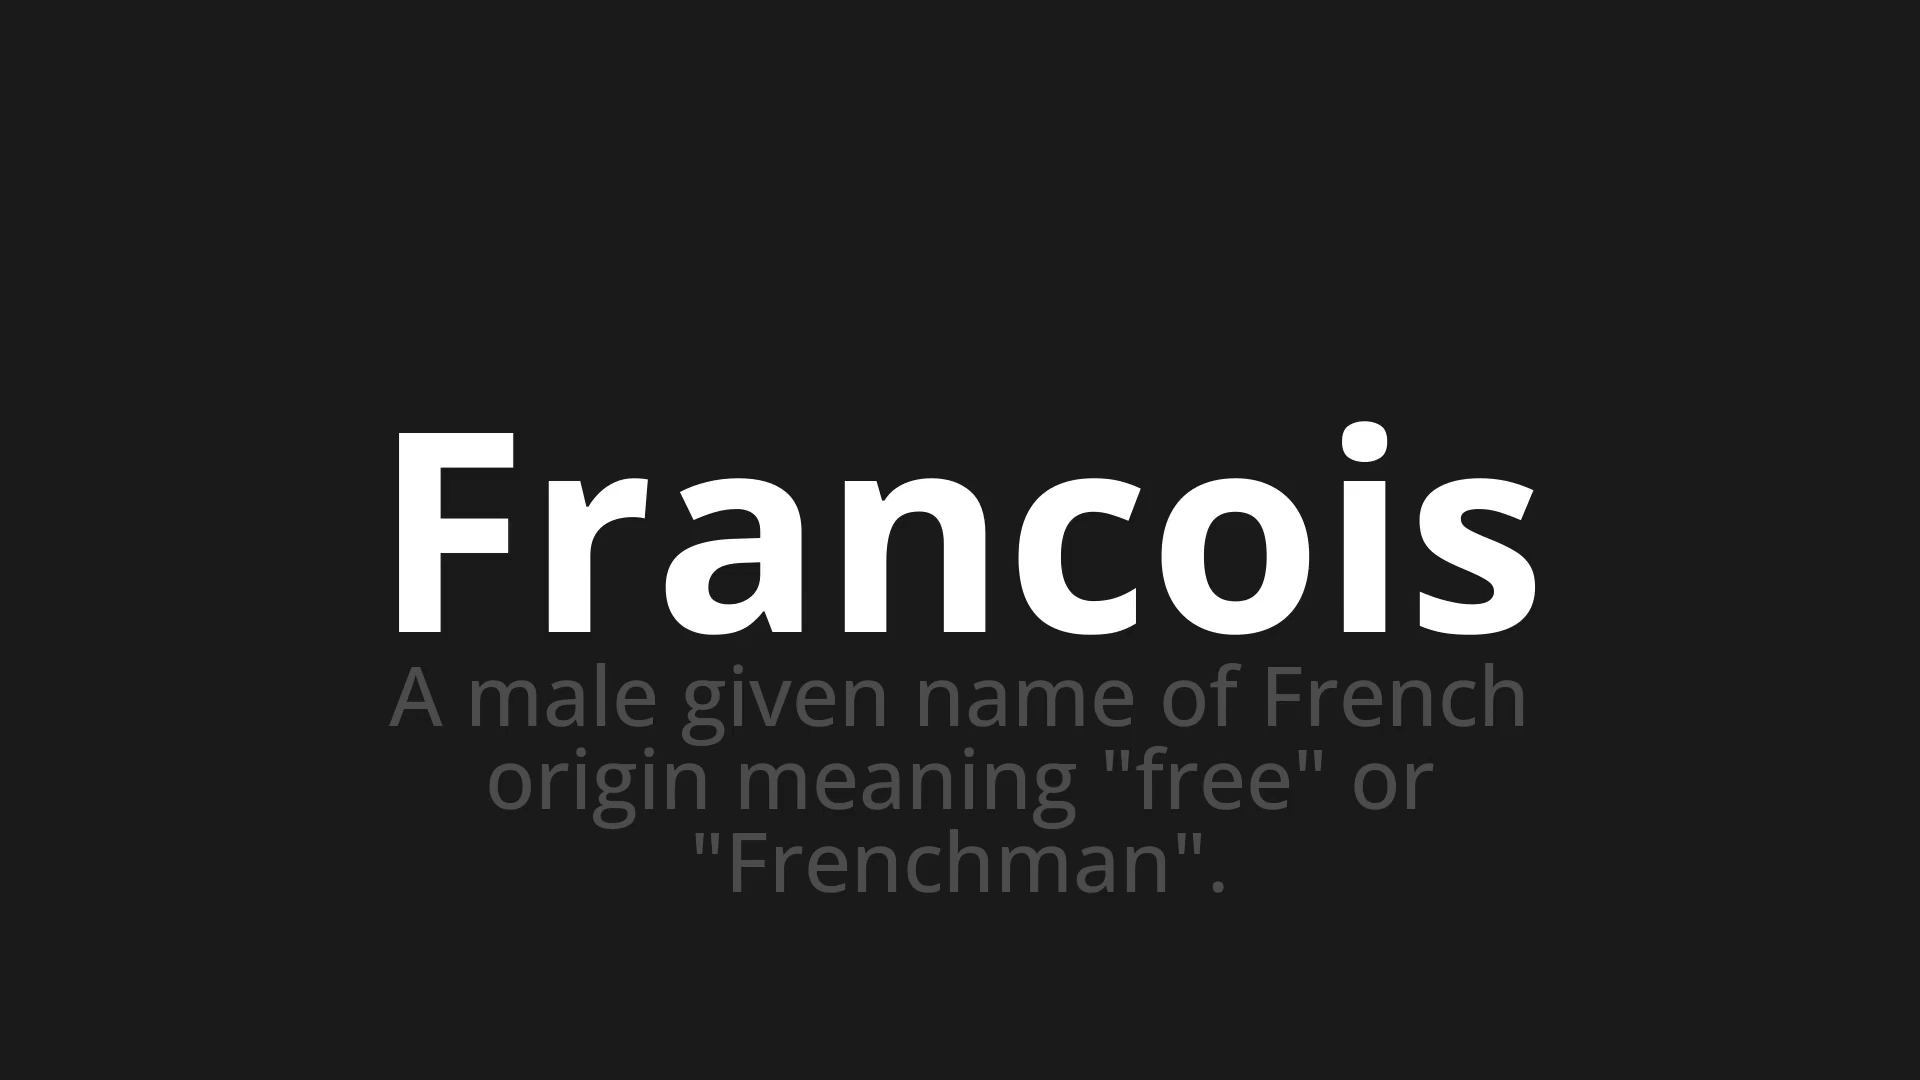 Francois
A male given name of French
origin meaning "free" or
"Frenchman".